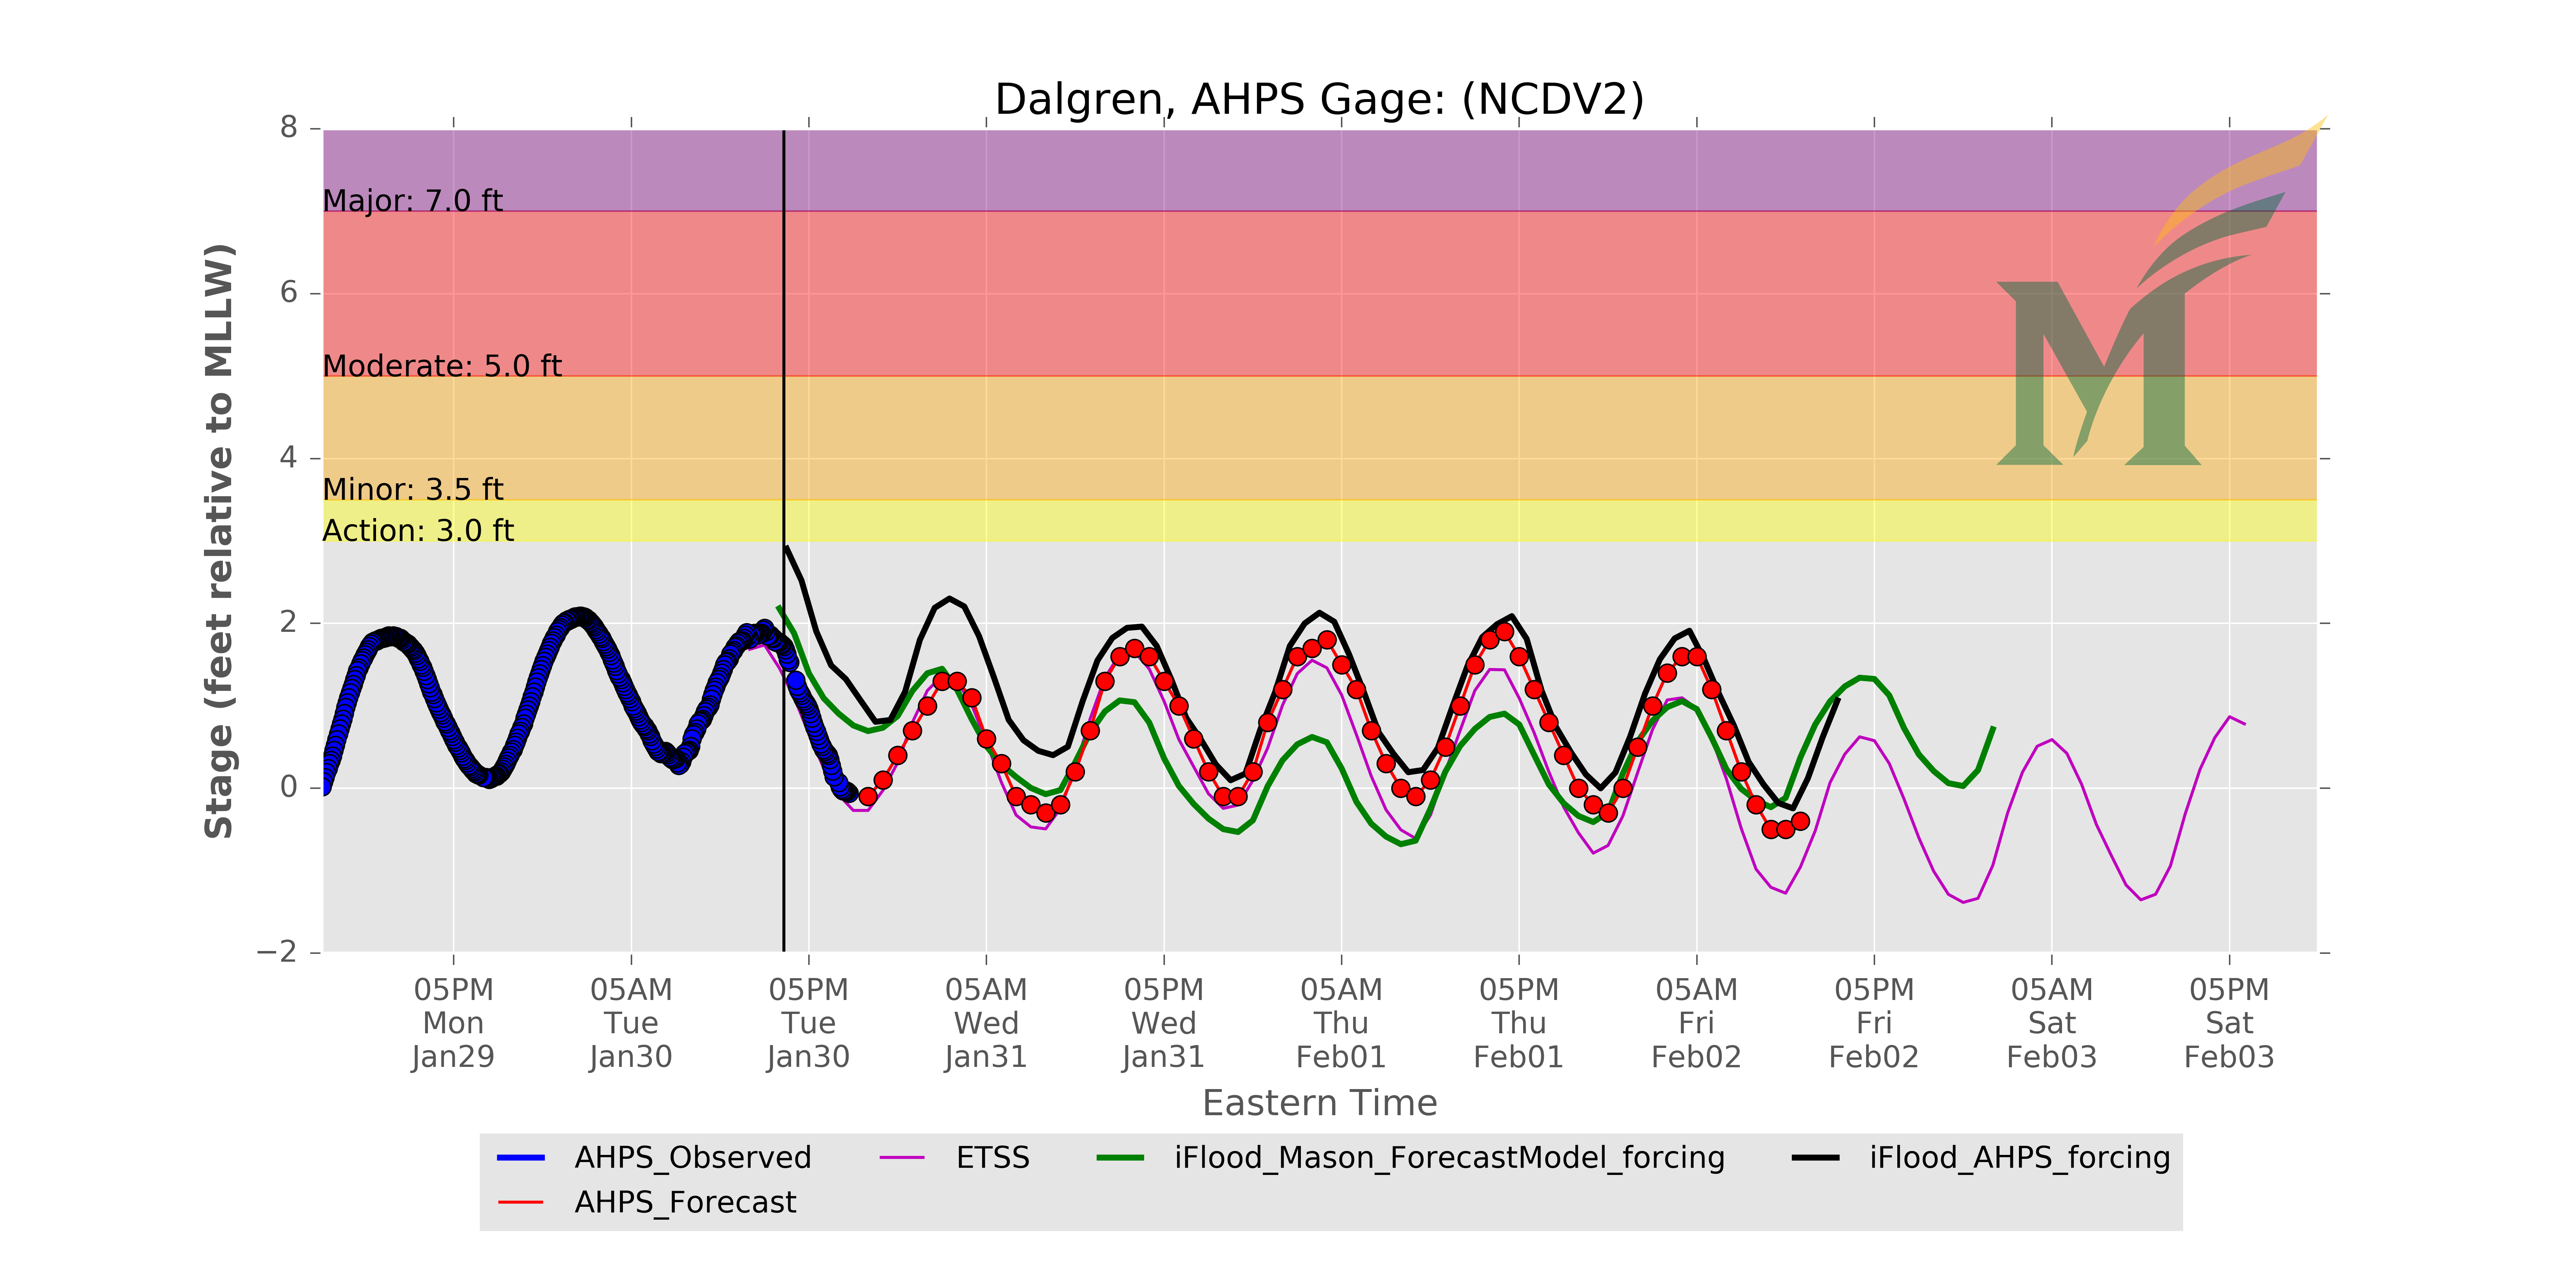 Dalgren, AHPS Gage: (NCDV2)
8
6
4
2
0
−2
Stage (feet relative to MLLW)
Major: 7.0 ft
Moderate: 5.0 ft
Minor: 3.5 ft
Action: 3.0 ft
05PM
Mon
Jan29
05AM
Tue
Jan30
05PM
Tue
Jan30
05AM
Wed
Jan31
05PM
Wed
Jan31
05AM
Thu
Feb01
05PM
Thu
Feb01
05AM
Fri
Feb02
05PM
Fri
Feb02
05AM
Sat
Feb03
05PM
Sat
Feb03
Eastern Time
AHPS_Observed
AHPS_Forecast
ETSS
iFlood_Mason_ForecastModel_forcing
iFlood_AHPS_forcing
M